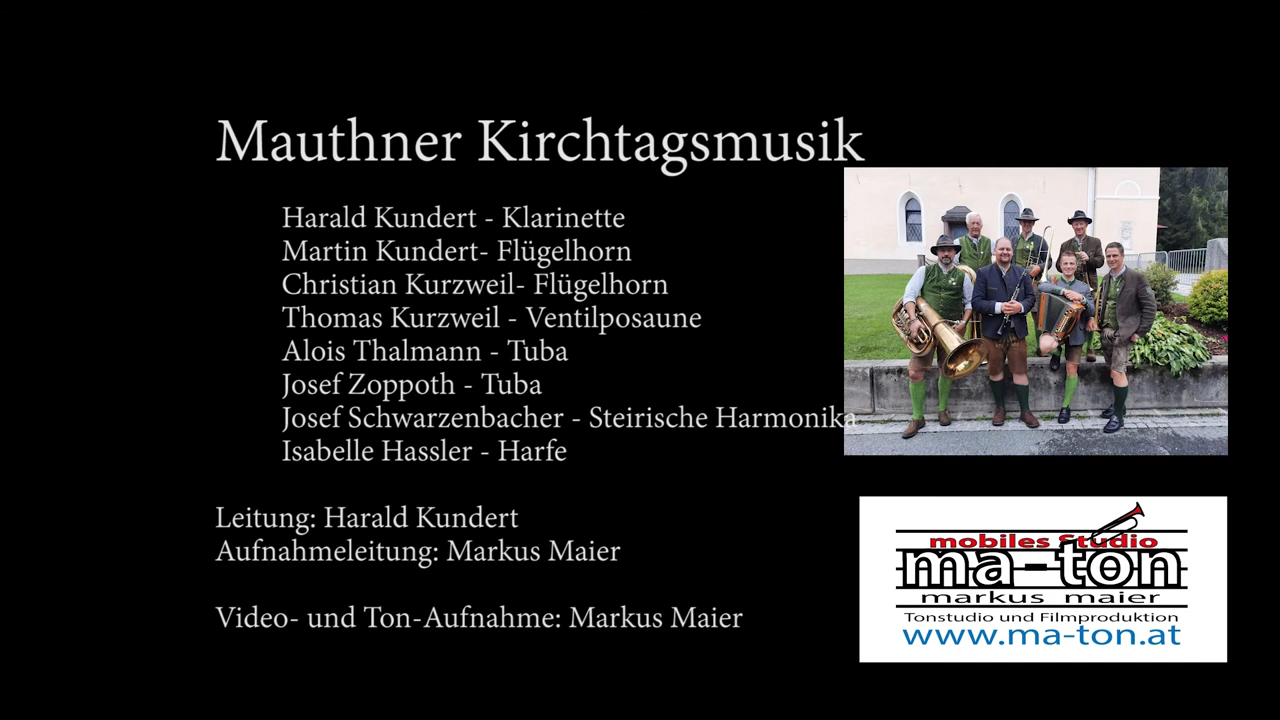 Mauthner Kirchtagsmusik
Harald Kundert - Klarinette
Martin Kundert- Flügelhorn
Christian Kurzweil- Flügelhorn
Thomas Kurzweil - Ventilposaune
Alois Thalmann - Tuba
Josef Zoppoth - Tuba
Josef Schwarzenbacher - Steirische Harmonika
Isabelle Hassler - Harfe
Leitung: Harald Kundert
Aufnahmeleitung: Markus Maier
Video- und Ton-Aufnahme: Markus Maier
mobiles Studio
ma-ton
markus maier
Tonstudio und Filmproduktion
www.ma-ton.at